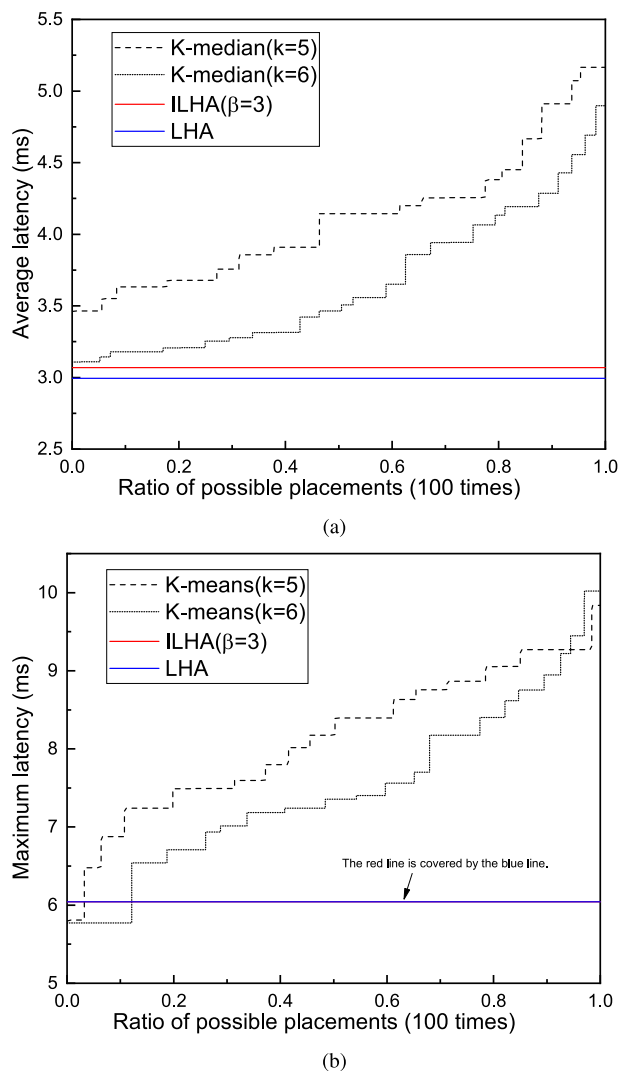 5.5
5.0
4.5
4.0
3.5
3.0
2.5
Average latency (ms)
K-median(k=5)
K-median(k=6)
ILHA(β=3)
LHA
0.0 0.2 0.4 0.6 0.8 1.0
Ratio of possible placements (100 times)
(a)
10
9
8
7
6
5
Maximum latency (ms)
K-means(k=5)
K-means(k=6)
ILHA(β=3)
LHA
The red line is covered by the blue line.
0.0 0.2 0.4 0.6 0.8 1.0
Ratio of possible placements (100 times)
(b)